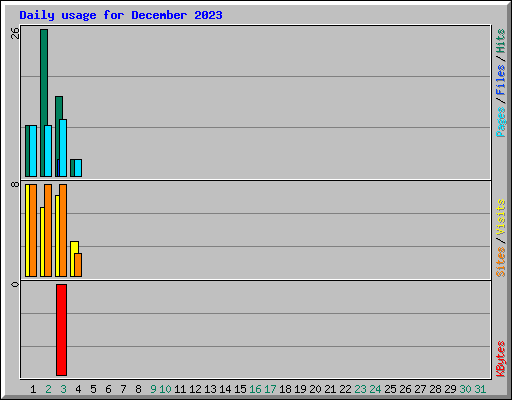 Daily usage for December 2023
26
8
0
Pages / Files / Hits
Sites / Visits
KBytes
1 2 3 4 5 6 7 8 9 10 11 12 13 14 15 16 17 18 19 20 21 22 23 24 25 26 27 28 29 30 31